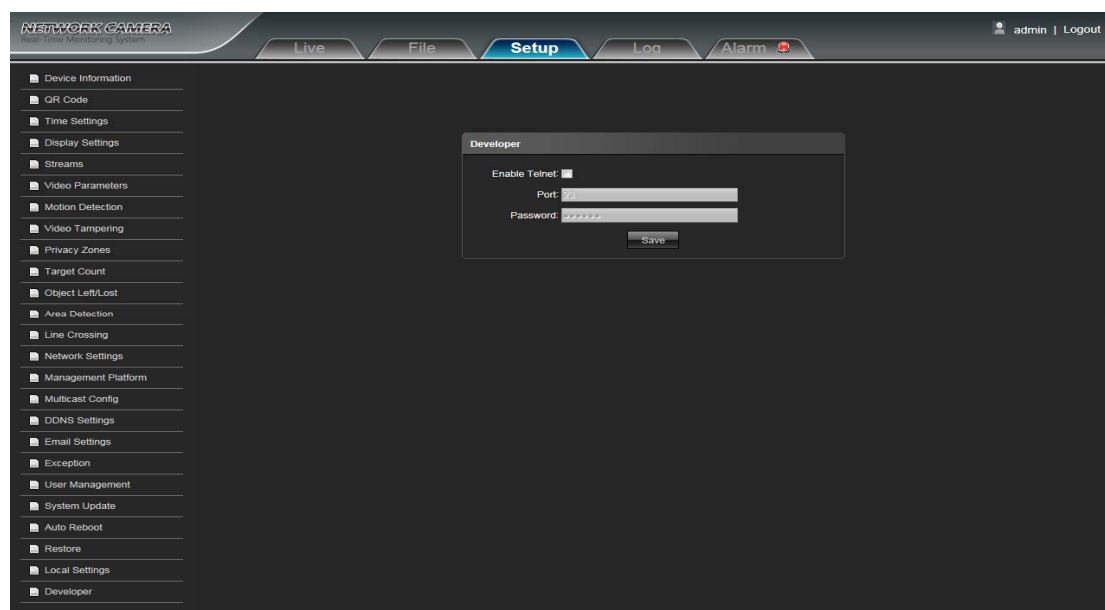 NETWORK CAMERA
Real-Time Monitoring System
admin | Logout
Live
File
Setup
Log
Alarm
Device Information
QR Code
Time Settings
Display Settings
Streams
Video Parameters
Motion Detection
Video Tampering
Privacy Zones
Target Count
Object Left/Lost
Area Detection
Line Crossing
Network Settings
Management Platform
Multicast Config
DDNS Settings
Email Settings
Exception
User Management
System Update
Auto Reboot
Restore
Local Settings
Developer
Developer
Enable Telnet:
Port: 23
Password: ••••••
Save